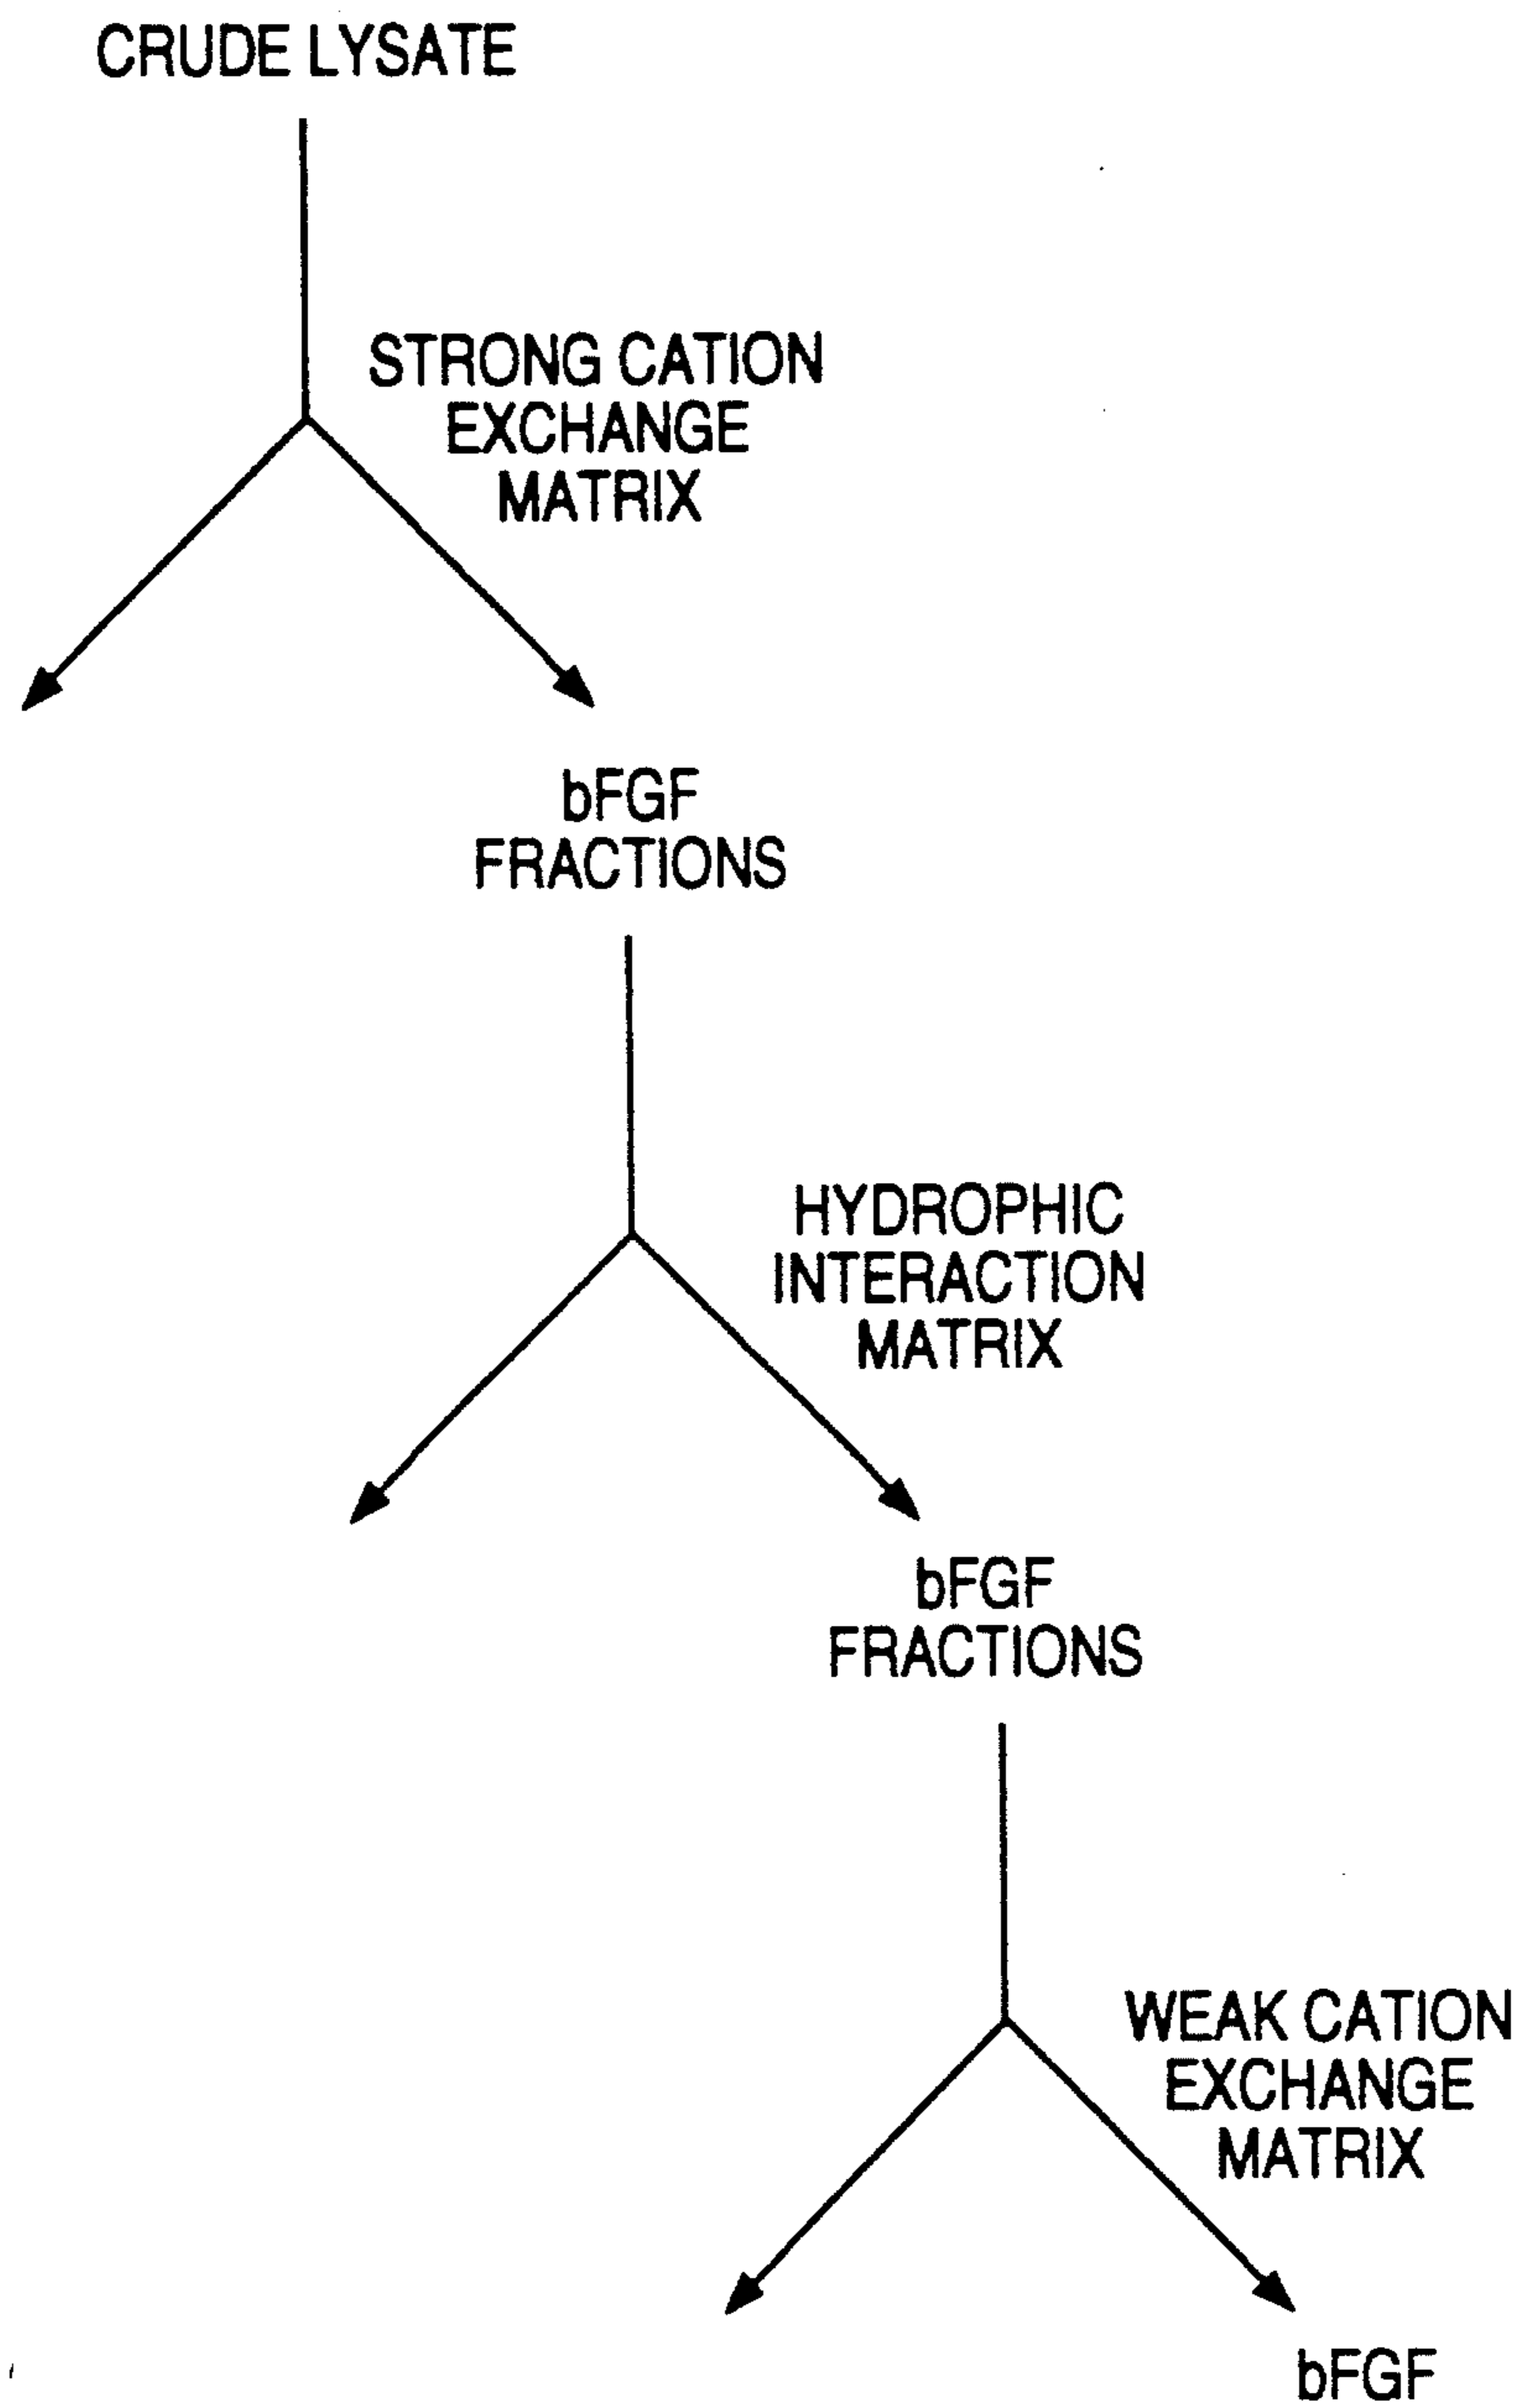 CRUDE LYSATE
STRONG CATION
EXCHANGE
MATRIX
bFGF
FRACTIONS
HYDROPHIC
INTERACTION
MATRIX
bFGF
FRACTIONS
WEAK CATION
EXCHANGE
MATRIX
bFGF